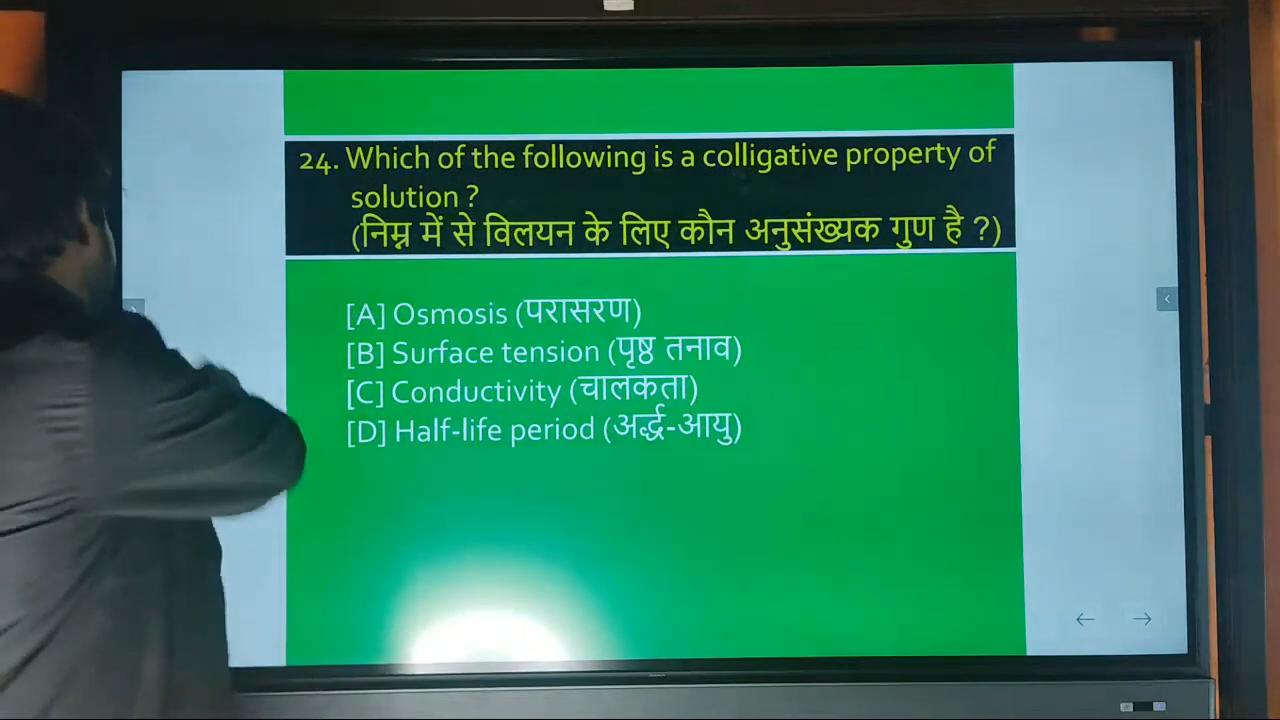 24. Which of the following is a colligative property of
solution ?
(निम्न में से विलयन के लिए कौन अनुसंख्यक गुण है ?)
[A] Osmosis (परासरण)
[B] Surface tension (पृष्ठ तनाव)
[C] Conductivity (चालकता)
[D] Half-life period (अर्द्ध-आयु)